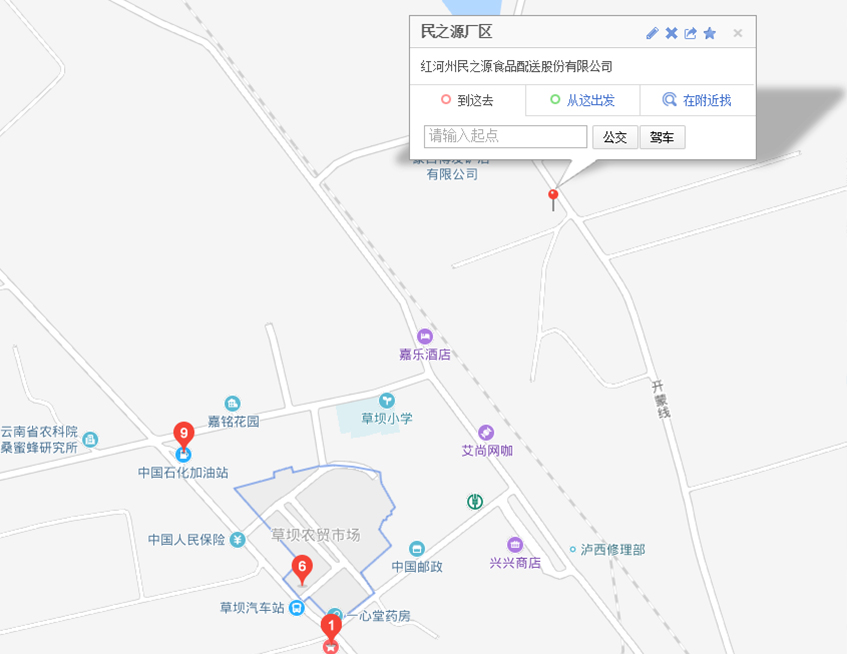 民之源厂区
红河州民之源食品配送股份有限公司
到这去
从这出发
在附近找
请输入起点
公交
驾车
有限公司
嘉乐酒店
开蒙线
嘉铭花园
草坝小学
9
云南省农科院
桑蜜蜂研究所
中国石化加油站
艾尚网咖
草坝农贸市场
中国人民保险
中国邮政
兴兴商店
泸西修理部
6
草坝汽车站
一心堂药房
1